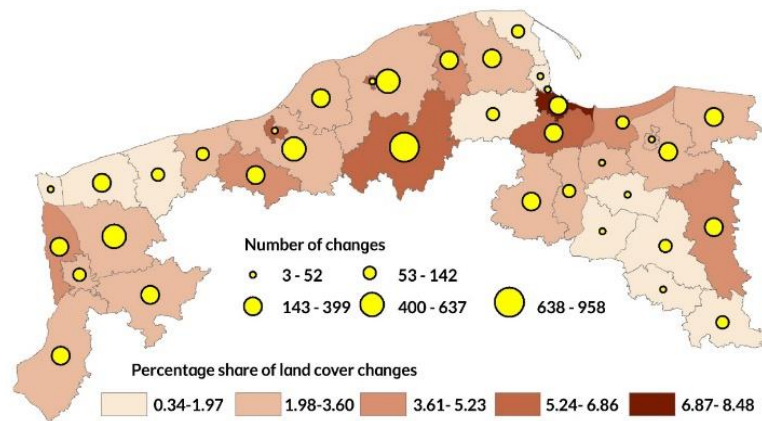 Number of changes
3 - 52 53 - 142
143 - 399 400 - 637 638 - 958
Percentage share of land cover changes
0.34-1.97 1.98-3.60 3.61- 5.23 5.24 - 6.86 6.87- 8.48